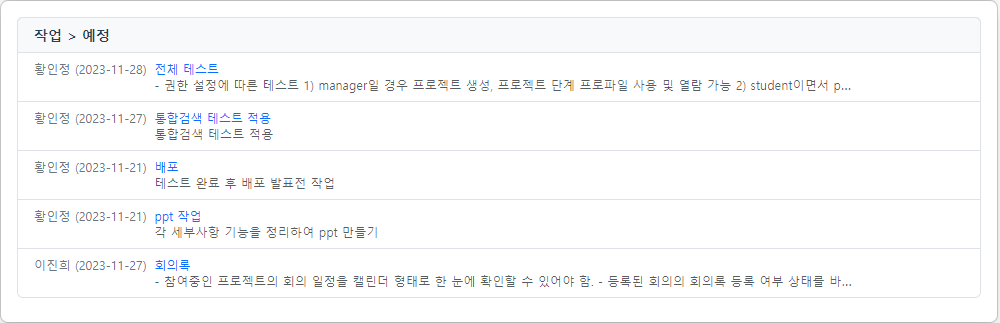 작업 > 예정
황인정 (2023-11-28) 전체 테스트
- 권한 설정에 따른 테스트 1) manager일 경우 프로젝트 생성, 프로젝트 단계 프로파일 사용 및 열람 가능 2) student이면서 p...
황인정 (2023-11-27) 통합검색 테스트 적용
통합검색 테스트 적용
황인정 (2023-11-21) 배포
테스트 완료 후 배포 발표전 작업
황인정 (2023-11-21) ppt 작업
각 세부사항 기능을 정리하여 ppt 만들기
이진희 (2023-11-27) 회의록
- 참여중인 프로젝트의 회의 일정을 캘린더 형태로 한 눈에 확인할 수 있어야 함. - 등록된 회의의 회의록 등록 여부 상태를 바...